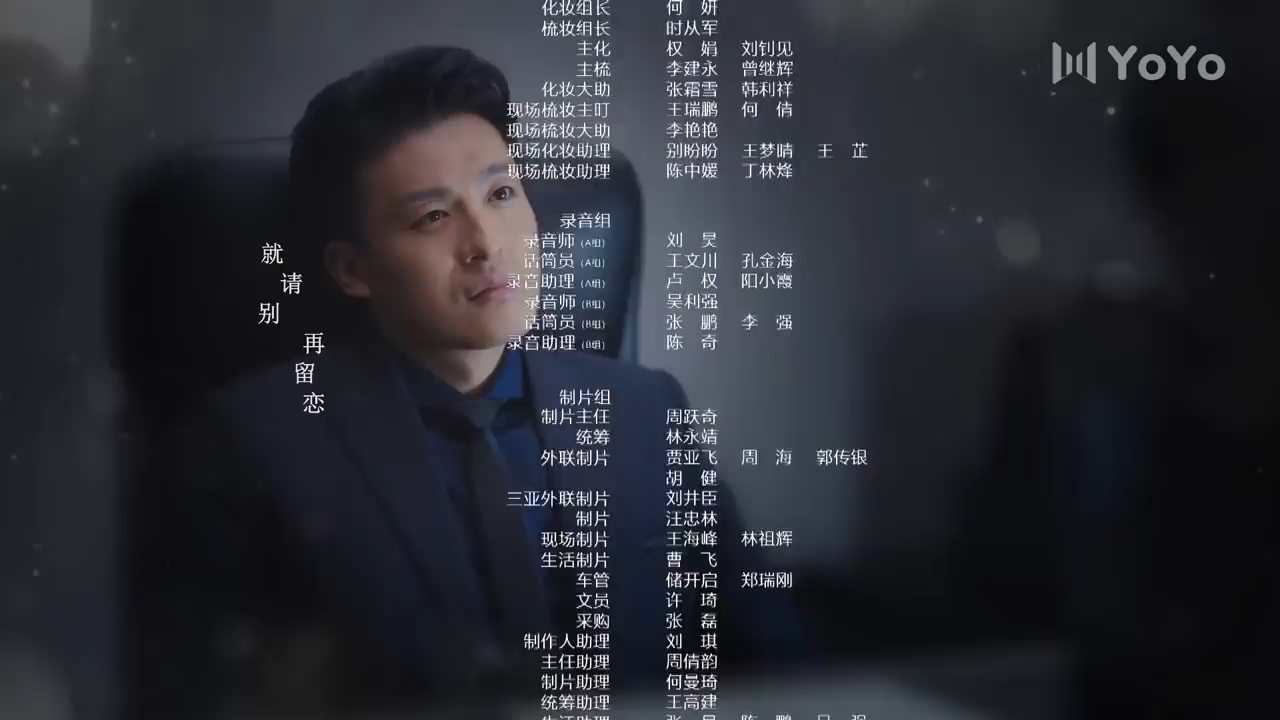 YoYo
化妆组长 何 妍
梳妆组长 时从军
主化 权 娟 刘钊见
主梳 李建永 曾继辉
化妆大助 张霜雪 韩利祥
现场梳妆主盯 王瑞鹏 何 倩
现场梳妆大助 李艳艳
现场化妆助理 别盼盼 王梦晴 王 芷
现场梳妆助理 陈中媛 丁林烽
录音组
录音师(A组) 刘 昊
话筒员(A组) 王文川 孔金海
录音助理(A组) 卢 权 阳小霞
录音师(B组) 吴利强
话筒员(B组) 张 鹏 李 强
录音助理(B组) 陈 奇
就请别
再留恋
制片组
制片主任 周跃奇
统筹 林永靖
外联制片 贾亚飞 周 海 郭传银
胡 健
三亚外联制片 刘井臣
制片 汪忠林
现场制片 王海峰 林祖辉
生活制片 曹 飞
车管 储开启 郑瑞刚
文员 许 琦
采购 张 磊
制作人助理 刘 琪
主任助理 周倩韵
制片助理 何曼琦
统筹助理 王高建